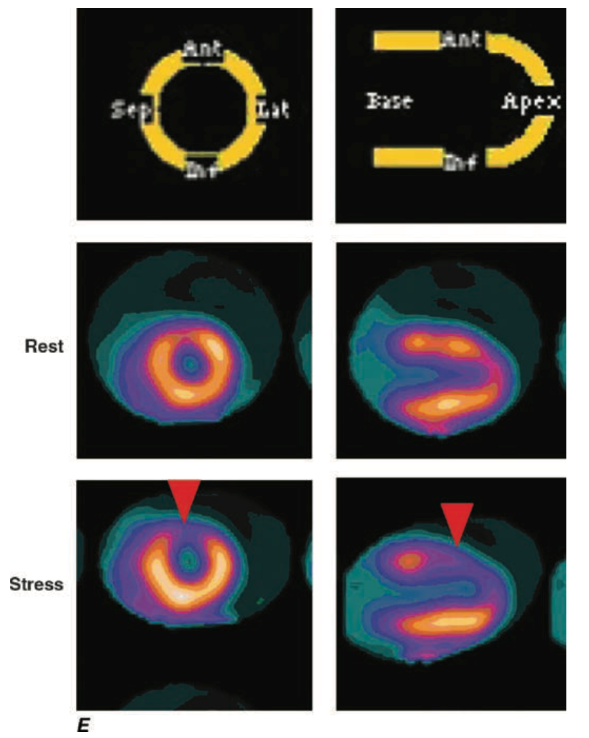 Ant
Ant
Sep
Lat
Base
Apex
Inf
Inf
Rest
Stress
E